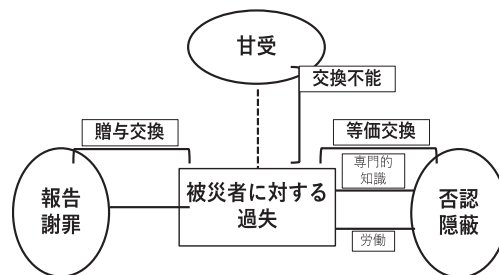 甘受
交換不能
贈与交換
等価交換
専門的
知識
報告
謝罪
被災者に対する
過失
否認
隠蔽
労働